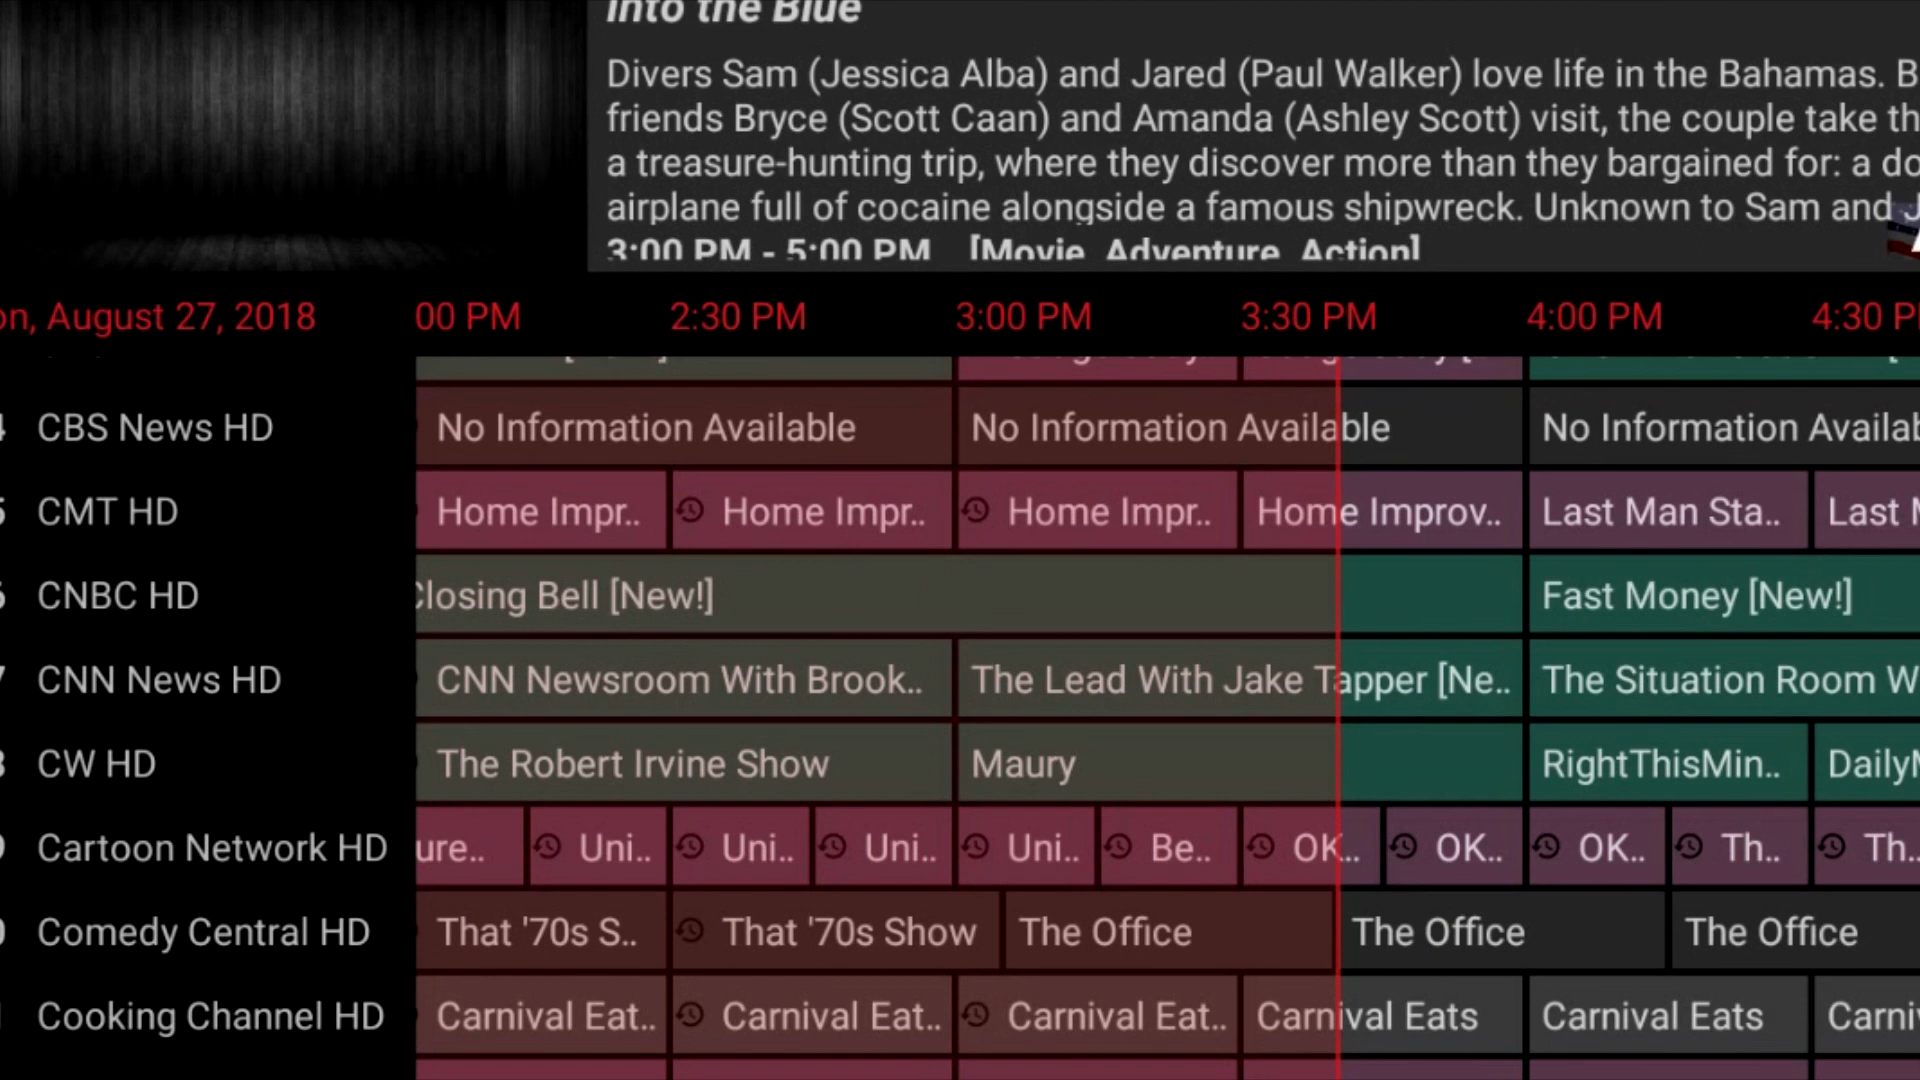 Into the Blue
Divers Sam (Jessica Alba) and Jared (Paul Walker) love life in the Bahamas. B
friends Bryce (Scott Caan) and Amanda (Ashley Scott) visit, the couple take th
a treasure-hunting trip, where they discover more than they bargained for: a do
airplane full of cocaine alongside a famous shipwreck. Unknown to Sam and J
3:00 PM - 5:00 PM [Movie, Adventure, Action]
on, August 27, 2018 00 PM 2:30 PM 3:00 PM 3:30 PM 4:00 PM 4:30 P
4 CBS News HD No Information Available No Information Available No Information Availab
5 CMT HD Home Impr.. Home Impr.. Home Impr.. Home Improv.. Last Man Sta.. Last M
6 CNBC HD Closing Bell [New!] Fast Money [New!]
7 CNN News HD CNN Newsroom With Brook.. The Lead With Jake Tapper [Ne.. The Situation Room W
8 CW HD The Robert Irvine Show Maury RightThisMin.. DailyM
9 Cartoon Network HD ure.. Uni.. Uni.. Uni.. Uni.. Be.. OK.. OK.. OK.. Th.. Th..
0 Comedy Central HD That '70s S.. That '70s Show The Office The Office The Office
Cooking Channel HD Carnival Eat.. Carnival Eat.. Carnival Eat.. Carnival Eats Carnival Eats Carniv